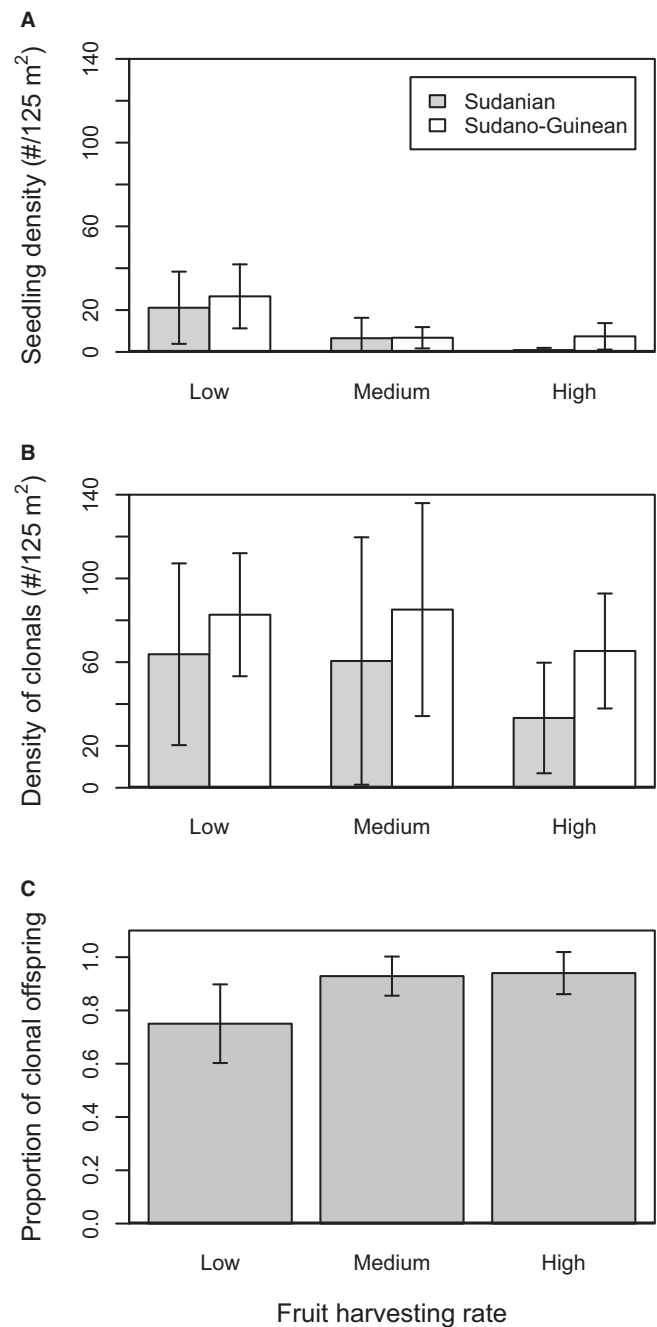 A
Seedling density (#/125 m²)
140
100
60
20
0
Sudanian
Sudano-Guinean
Low Medium High
B
Density of clonals (#/125 m²)
140
100
60
20
0
Low Medium High
C
Proportion of clonal offspring
1.0
0.8
0.6
0.4
0.2
0.0
Low Medium High
Fruit harvesting rate